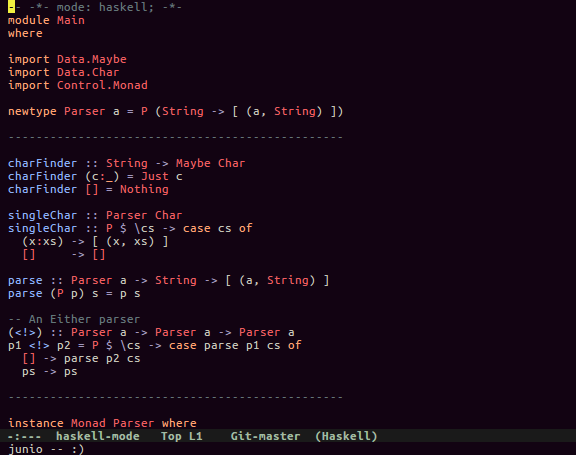 -- -*- mode: haskell; -*-
module Main
where

import Data.Maybe
import Data.Char
import Control.Monad

newtype Parser a = P (String -> [ (a, String) ])

------------------------------------------------

charFinder :: String -> Maybe Char
charFinder (c:_) = Just c
charFinder [] = Nothing

singleChar :: Parser Char
singleChar :: P $ \cs -> case cs of
  (x:xs) -> [ (x, xs) ]
  []     -> []

parse :: Parser a -> String -> [ (a, String) ]
parse (P p) s = p s

-- An Either parser
(<!>) :: Parser a -> Parser a -> Parser a
p1 <!> p2 = P $ \cs -> case parse p1 cs of
  [] -> parse p2 cs
  ps -> ps

------------------------------------------------

instance Monad Parser where
-:---  haskell-mode   Top L1    Git-master  (Haskell)
junio -- :)